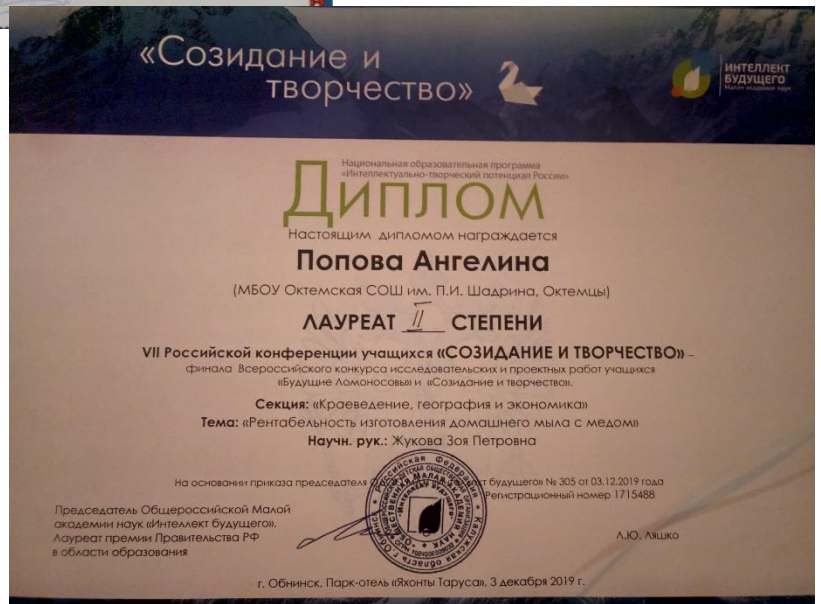 «Созидание и
творчество»
ИНТЕЛЛЕКТ
БУДУЩЕГО
Малая академия наук
Национальная образовательная программа
«Интеллектуально-творческий потенциал России»
Диплом
Настоящим дипломом награждается
Попова Ангелина
(МБОУ Октемская СОШ им. П.И. Шадрина, Октемцы)
ЛАУРЕАТ II СТЕПЕНИ
VII Российской конференции учащихся «СОЗИДАНИЕ И ТВОРЧЕСТВО» –
финала Всероссийского конкурса исследовательских и проектных работ учащихся
«Будущие Ломоносовы» и «Созидание и творчество».
Секция: «Краеведение, география и экономика»
Тема: «Рентабельность изготовления домашнего мыла с медом»
Научн. рук.: Жукова Зоя Петровна
На основании приказа председателя будущего» № 305 от 03.12.2019 года
Регистрационный номер 1715488
Председатель Общероссийской Малой
академии наук «Интеллект будущего».
Лауреат премии Правительства РФ
в области образования
Л.Ю. Ляшко
г. Обнинск, Парк-отель «Яхонты Таруса», 3 декабря 2019 г.